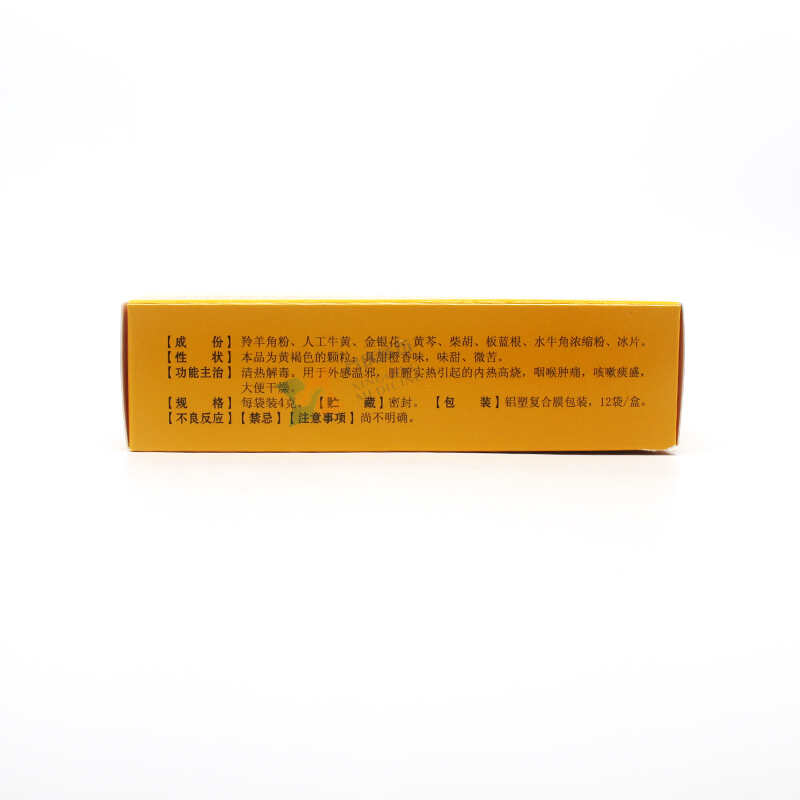 【成 份】羚羊角粉、人工牛黄、金银花、黄芩、柴胡、板蓝根、水牛角浓缩粉、冰片。
【性 状】本品为黄褐色的颗粒；具甜橙香味，味甜、微苦。
【功能主治】清热解毒。用于外感温邪，脏腑实热引起的内热高烧，咽喉肿痛，咳嗽痰盛，
大便干燥。
【规 格】每袋装4克。【贮 藏】密封。【包 装】铝塑复合膜包装，12袋/盒。
【不良反应】【禁忌】【注意事项】尚不明确。